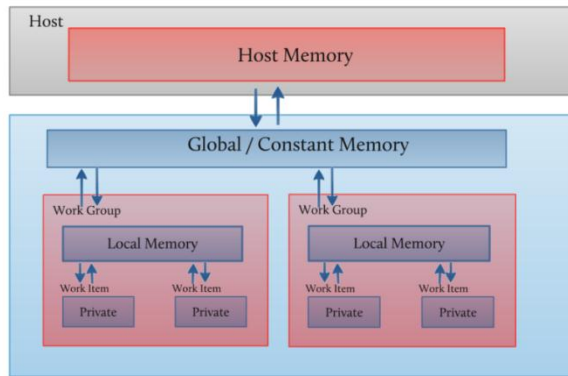 Host
Host Memory
Global / Constant Memory
Work Group
Work Group
Local Memory
Local Memory
Work Item
Work Item
Work Item
Work Item
Private
Private
Private
Private